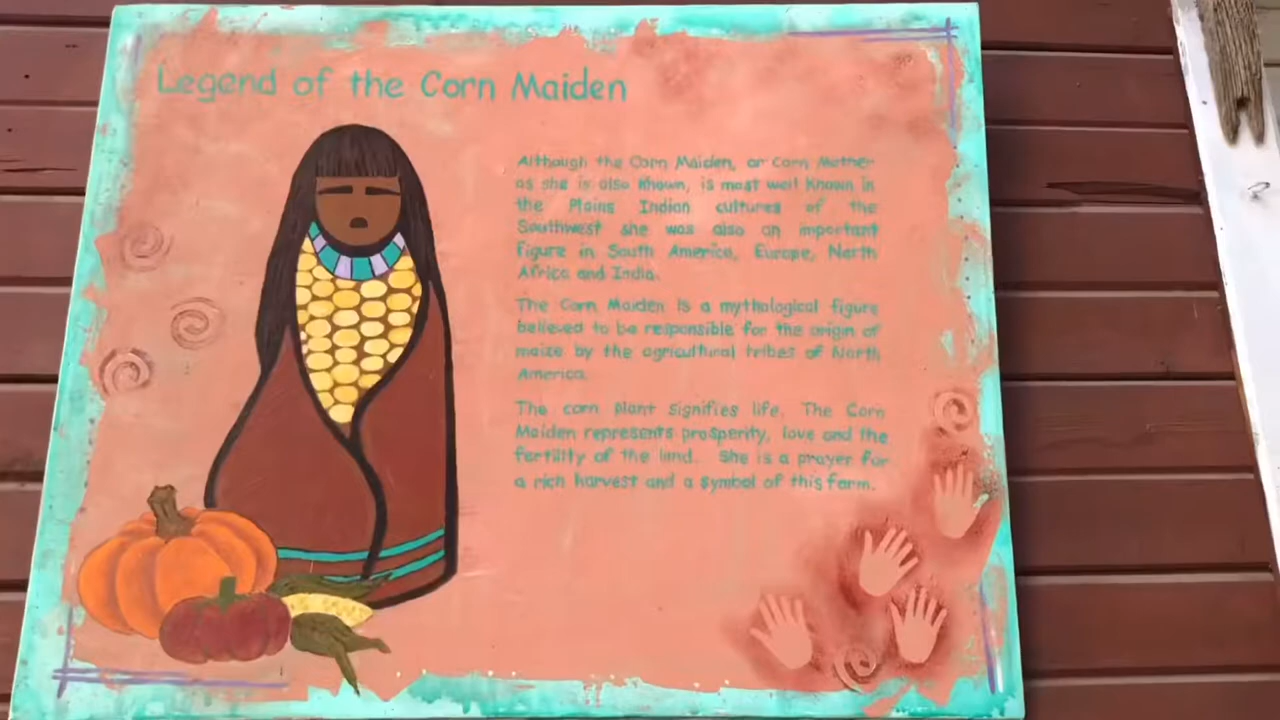 Legend of the Corn Maiden
Although the Corn Maiden, or Corn Mother
as she is also known, is most well known in
the Plains Indian cultures of the
Southwest she was also an important
figure in South America, Europe, North
Africa and India.
The Corn Maiden is a mythological figure
believed to be responsible for the origin of
maize by the agricultural tribes of North
America.
The corn plant signifies life. The Corn
Maiden represents prosperity, love and the
fertility of the land. She is a prayer for
a rich harvest and a symbol of this farm.